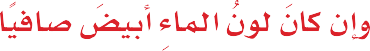 وإن كانَ لونُ الماءِ أبيضَ صافيًا